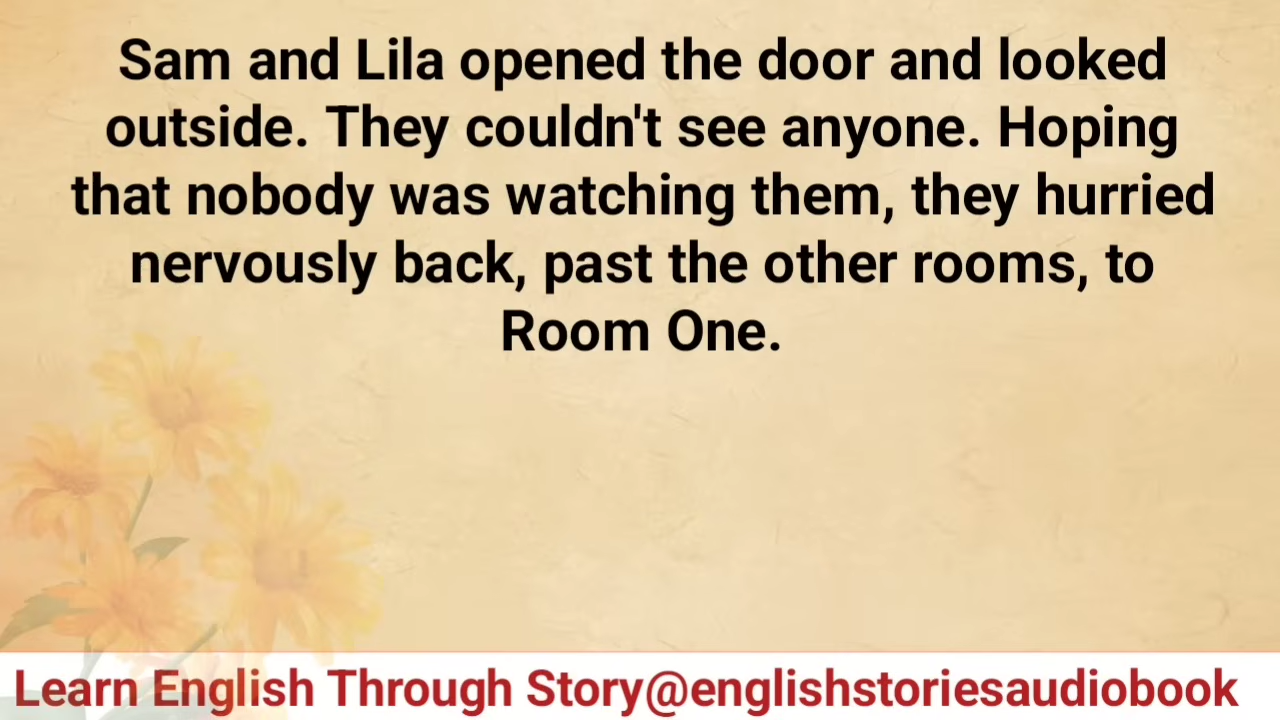 Sam and Lila opened the door and looked
outside. They couldn't see anyone. Hoping
that nobody was watching them, they hurried
nervously back, past the other rooms, to
Room One.
Learn English Through Story@englishstoriesaudiobook